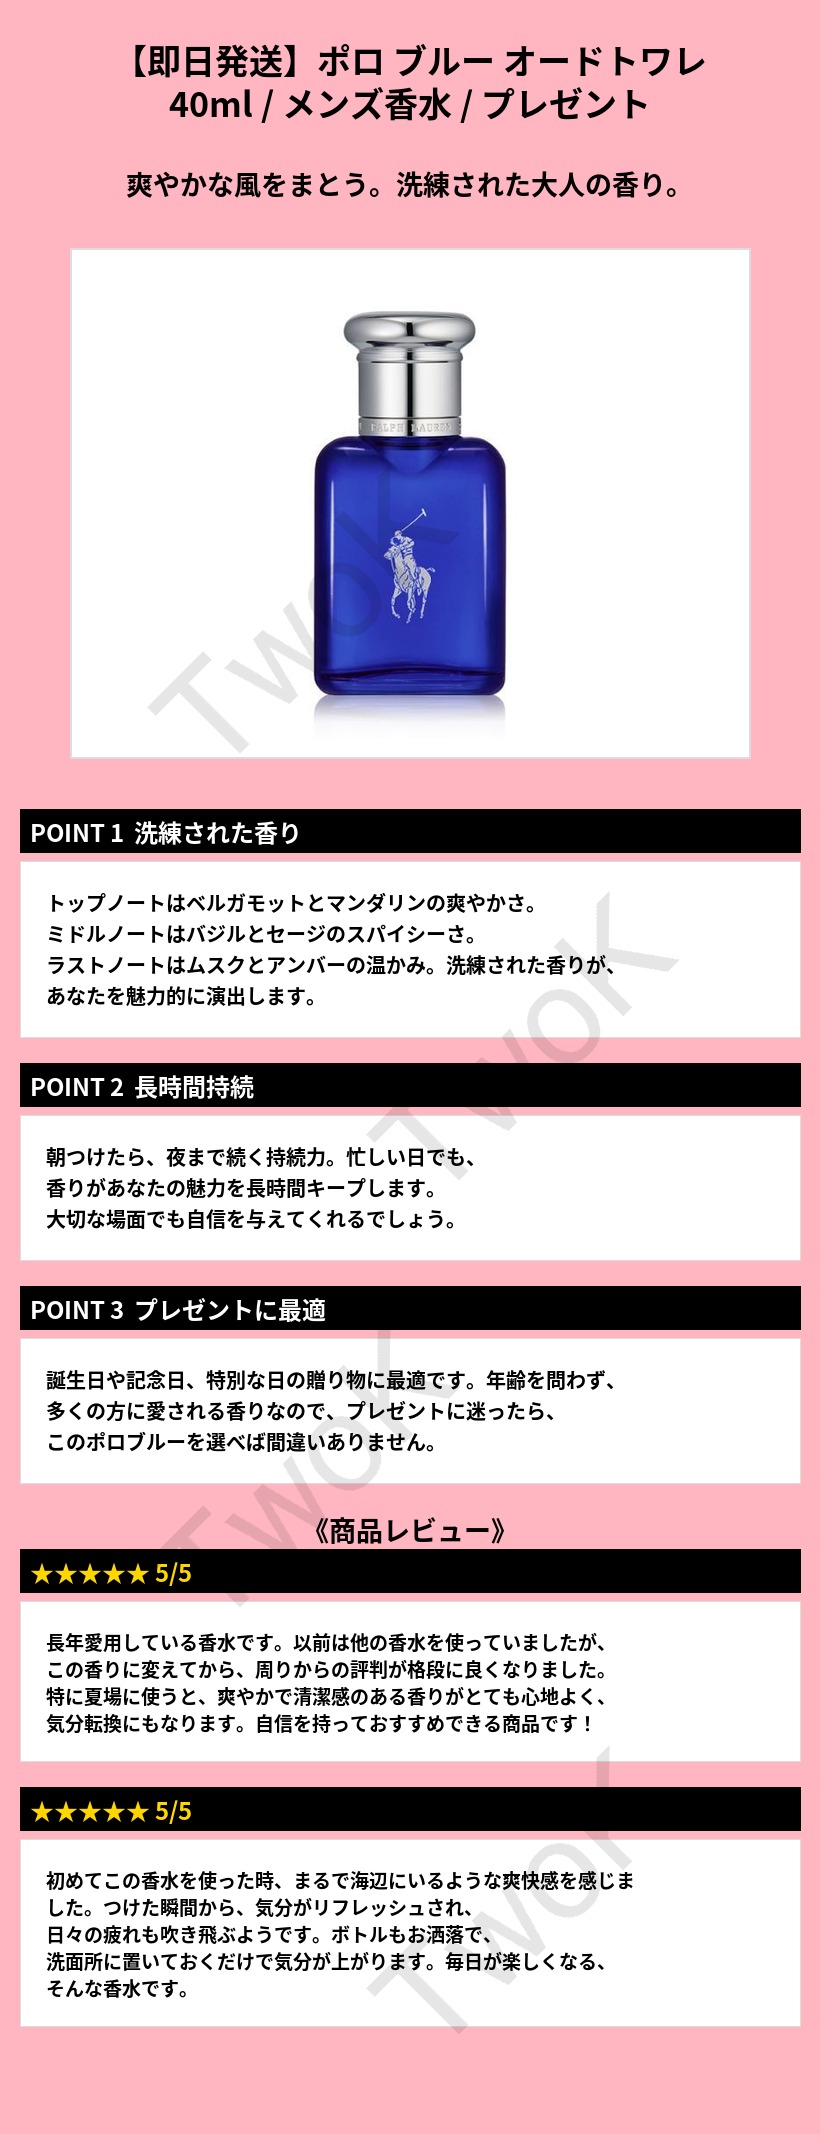 【即日発送】ポロ ブルー オードトワレ
40ml / メンズ香水 / プレゼント
爽やかな風をまとう。洗練された大人の香り。
RALPH LAUREN
TwoK
POINT 1 洗練された香り
トップノートはベルガモットとマンダリンの爽やかさ。
ミドルノートはバジルとセージのスパイシーさ。
ラストノートはムスクとアンバーの温かみ。洗練された香りが、
あなたを魅力的に演出します。
TwoK
POINT 2 長時間持続
朝つけたら、夜まで続く持続力。忙しい日でも、
香りがあなたの魅力を長時間キープします。
大切な場面でも自信を与えてくれるでしょう。
POINT 3 プレゼントに最適
誕生日や記念日、特別な日の贈り物に最適です。年齢を問わず、
多くの方に愛される香りなので、プレゼントに迷ったら、
このポロブルーを選べば間違いありません。
TwoK
《商品レビュー》
★★★★★ 5/5
長年愛用している香水です。以前は他の香水を使っていましたが、
この香りに変えてから、周りからの評判が格段に良くなりました。
特に夏場に使うと、爽やかで清潔感のある香りがとても心地よく、
気分転換にもなります。自信を持っておすすめできる商品です！
★★★★★ 5/5
初めてこの香水を使った時、まるで海辺にいるような爽快感を感じま
した。つけた瞬間から、気分がリフレッシュされ、
日々の疲れも吹き飛ぶようです。ボトルもお洒落で、
洗面所に置いておくだけで気分が上がります。毎日が楽しくなる、
そんな香水です。
TwoK